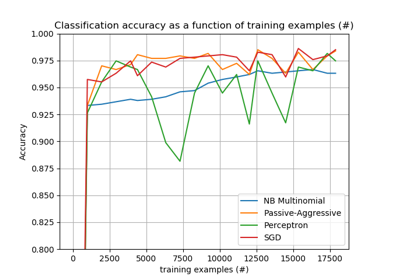 Classification accuracy as a function of training examples (#)
1.000
0.975
0.950
0.925
0.900
0.875
0.850
0.825
0.800
Accuracy
NB Multinomial
Passive-Aggressive
Perceptron
SGD
0 2500 5000 7500 10000 12500 15000 17500
training examples (#)